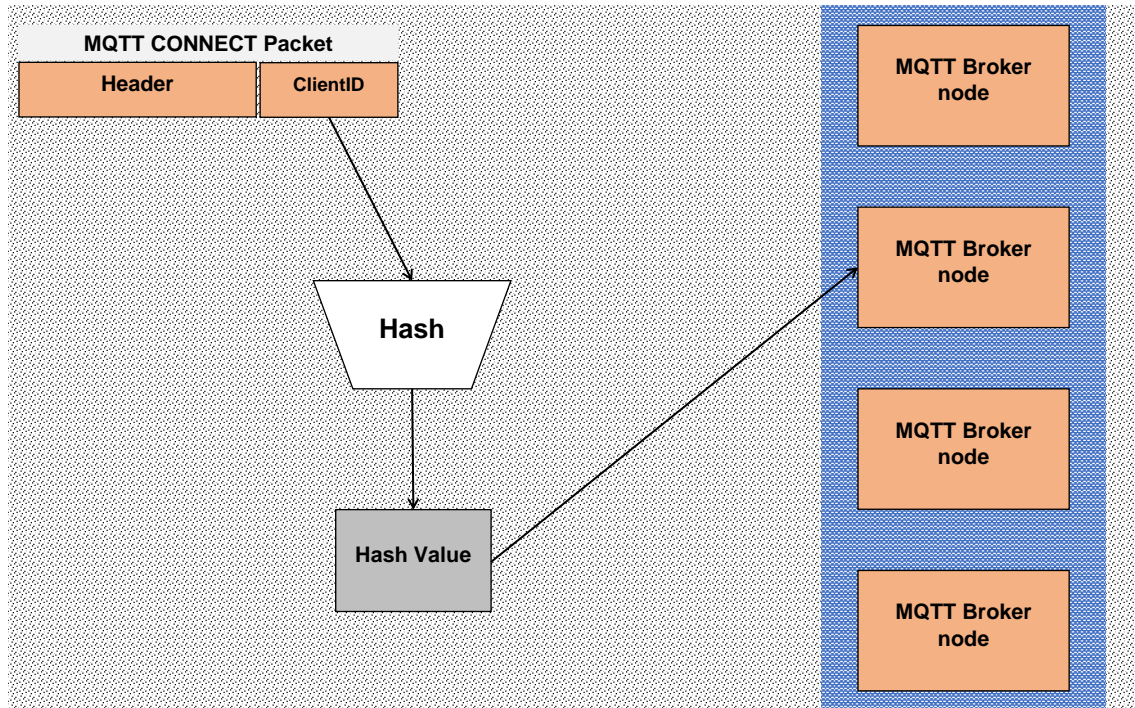 MQTT CONNECT Packet
Header
ClientID
Hash
Hash Value
MQTT Broker
node
MQTT Broker
node
MQTT Broker
node
MQTT Broker
node